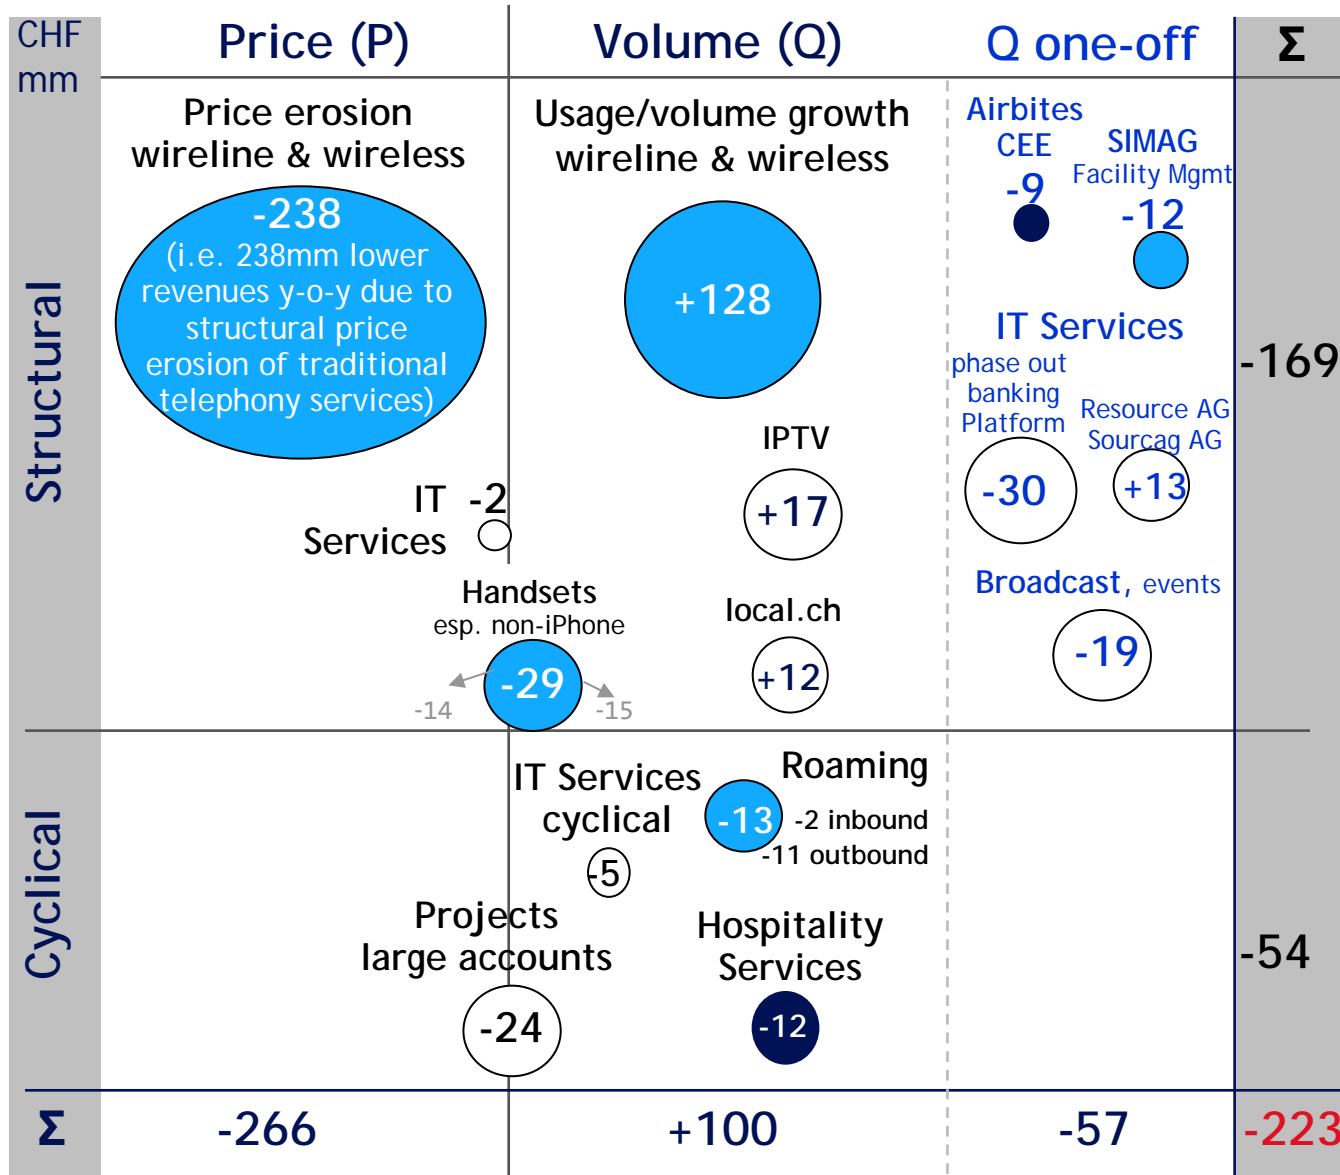 CHF
mm
Price (P)
Volume (Q)
Q one-off
Σ
Structural
Price erosion
wireline & wireless
-238
(i.e. 238mm lower
revenues y-o-y due to
structural price
erosion of traditional
telephony services)
IT
Services
-2
Handsets
esp. non-iPhone
-29
-14
-15
Usage/volume growth
wireline & wireless
+128
IPTV
+17
local.ch
+12
Airbites
CEE
-9
SIMAG
Facility Mgmt
-12
IT Services
phase out
banking
Platform
-30
Resource AG
Sourcag AG
+13
Broadcast, events
-19
-169
Cyclical
IT Services
cyclical
-5
Roaming
-13
-2 inbound
-11 outbound
Projects
large accounts
-24
Hospitality
Services
-12
-54
Σ
-266
+100
-57
-223